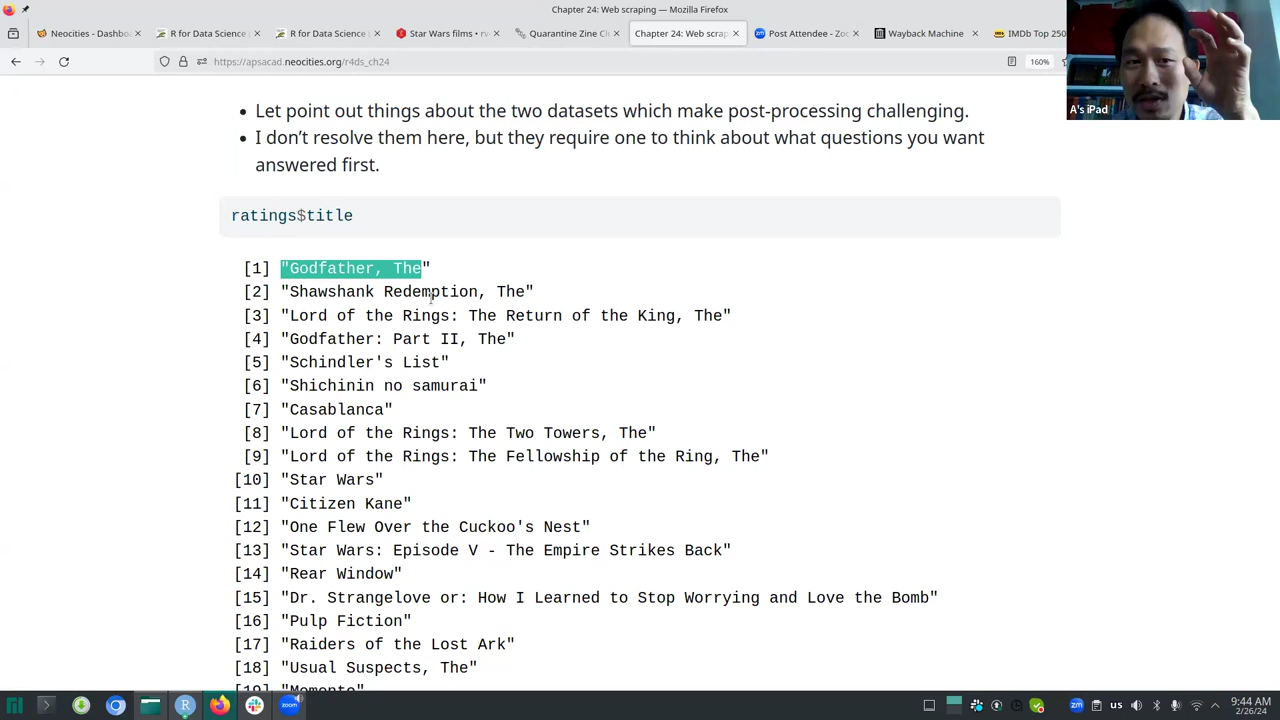 Chapter 24: Web scraping — Mozilla Firefox
Neocities - Dashbo
R for Data Science
R for Data Science
Star Wars films • rv
Quarantine Zine Cl
Chapter 24: Web scrap
Post Attendee - Zoo
Wayback Machine
IMDb Top 250
https://apsacad.neocities.org/r4ds_ch24
160%
A's iPad
• Let point out things about the two datasets which make post-processing challenging.
• I don’t resolve them here, but they require one to think about what questions you want
answered first.
ratings$title
[1] "Godfather, The"
[2] "Shawshank Redemption, The"
[3] "Lord of the Rings: The Return of the King, The"
[4] "Godfather: Part II, The"
[5] "Schindler's List"
[6] "Shichinin no samurai"
[7] "Casablanca"
[8] "Lord of the Rings: The Two Towers, The"
[9] "Lord of the Rings: The Fellowship of the Ring, The"
[10] "Star Wars"
[11] "Citizen Kane"
[12] "One Flew Over the Cuckoo's Nest"
[13] "Star Wars: Episode V - The Empire Strikes Back"
[14] "Rear Window"
[15] "Dr. Strangelove or: How I Learned to Stop Worrying and Love the Bomb"
[16] "Pulp Fiction"
[17] "Raiders of the Lost Ark"
[18] "Usual Suspects, The"
[19] "Memento"
R
zoom
zm
us
9:44 AM
2/26/24